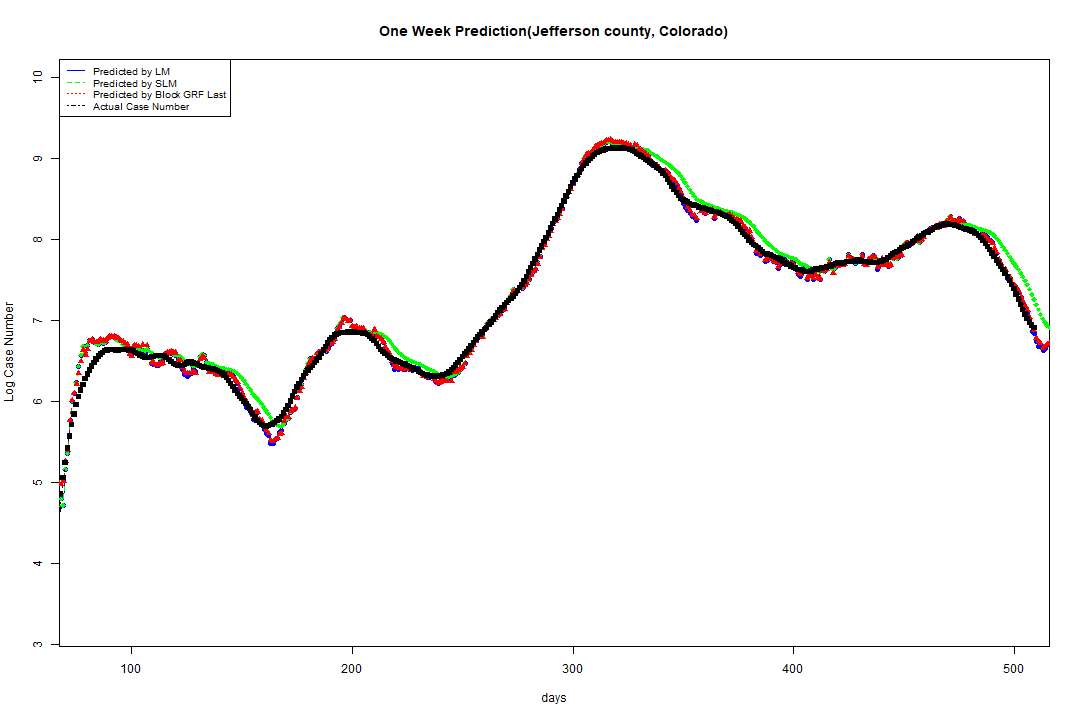 One Week Prediction(Jefferson county, Colorado)
Predicted by LM
Predicted by SLM
Predicted by Block GRF Last
Actual Case Number
10
9
8
7
6
5
4
3
Log Case Number
100 200 300 400 500
days